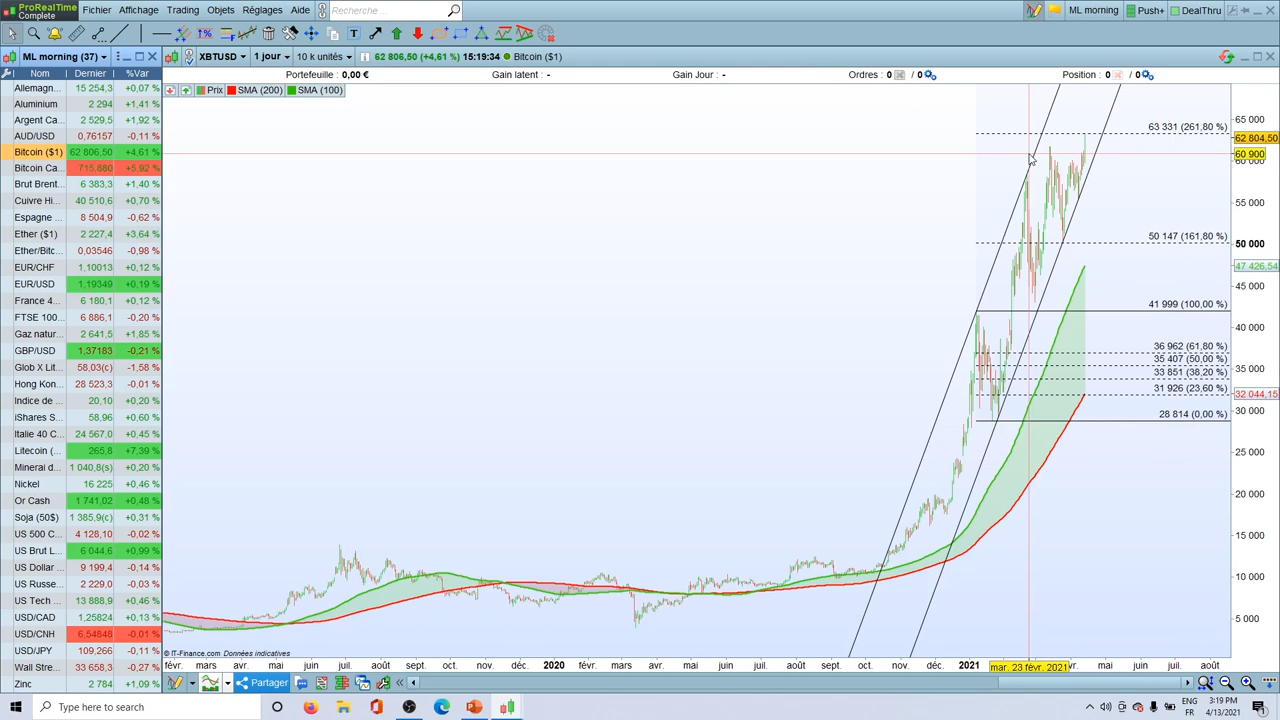 ProRealTime Complete Fichier Affichage Trading Objets Réglages Aide Recherche ... ML morning Push+ DealThru
ML morning (37) XBTUSD 1 jour 10 k unités 62 806,50 (+4,61 %) 15:19:34 Bitcoin ($1)
Nom Dernier %Var
Portefeuille : 0,00 € Gain latent : - Gain Jour : - Ordres : 0 / 0 Position : 0 / 0
Prix SMA (200) SMA (100)
Allemagn... 15 254,3 +0,07 %
Aluminium 2 294 +1,41 %
Argent Ca... 2 529,5 +1,92 %
AUD/USD 0,76157 -0,11 %
Bitcoin ($1) 62 806,50 +4,61 %
Bitcoin Ca... 715,880 +5,92 %
Brut Brent... 6 383,3 +1,40 %
Cuivre Hi... 40 510,6 +0,70 %
Espagne ... 8 504,9 -0,62 %
Ether ($1) 2 227,4 +3,64 %
Ether/Bitc... 0,03546 -0,98 %
EUR/CHF 1,10013 +0,12 %
EUR/USD 1,19349 +0,19 %
France 4... 6 180,1 +0,12 %
FTSE 100... 6 886,1 -0,20 %
Gaz natur... 2 641,5 +1,85 %
GBP/USD 1,37183 -0,21 %
Glob X Lit... 58,03(c) -1,58 %
Hong Kon... 28 523,3 -0,01 %
Indice de ... 20,10 +0,20 %
iShares S... 58,96 +0,60 %
Italie 40 C... 24 567,0 +0,45 %
Litecoin (... 265,8 +7,39 %
Minerai d... 1 040,8(s) +0,20 %
Nickel 16 225 +0,46 %
Or Cash 1 741,02 +0,48 %
Soja (50$) 1 385,9(c) +0,31 %
US 500 C... 4 128,10 -0,02 %
US Brut L... 6 044,6 +0,99 %
US Dollar ... 9 199,4 -0,14 %
US Russe... 2 229,0 -0,03 %
US Tech ... 13 888,9 +0,46 %
USD/CAD 1,25824 +0,13 %
USD/CNH 6,54848 -0,01 %
USD/JPY 109,266 -0,11 %
Wall Stre... 33 658,3 -0,27 %
Zinc 2 784 +1,09 %
63 331 (261,80 %)
50 147 (161,80 %)
41 999 (100,00 %)
36 962 (61,80 %)
35 407 (50,00 %)
33 851 (38,20 %)
31 926 (23,60 %)
28 814 (0,00 %)
65 000
62 804,50
60 900
60 000
55 000
50 000
47 426,54
45 000
40 000
35 000
32 044,15
30 000
25 000
20 000
15 000
10 000
5 000
© IT-Finance.com Données indicatives
févr. mars avr. mai juin juil. août sept. oct. nov. déc. 2020 févr. mars mai juin juil. août sept. oct. déc. 2021 mar. 23 févr. 2021 vr. mai juin juil. août
Partager
Type here to search ENG FR 3:19 PM 4/13/2021